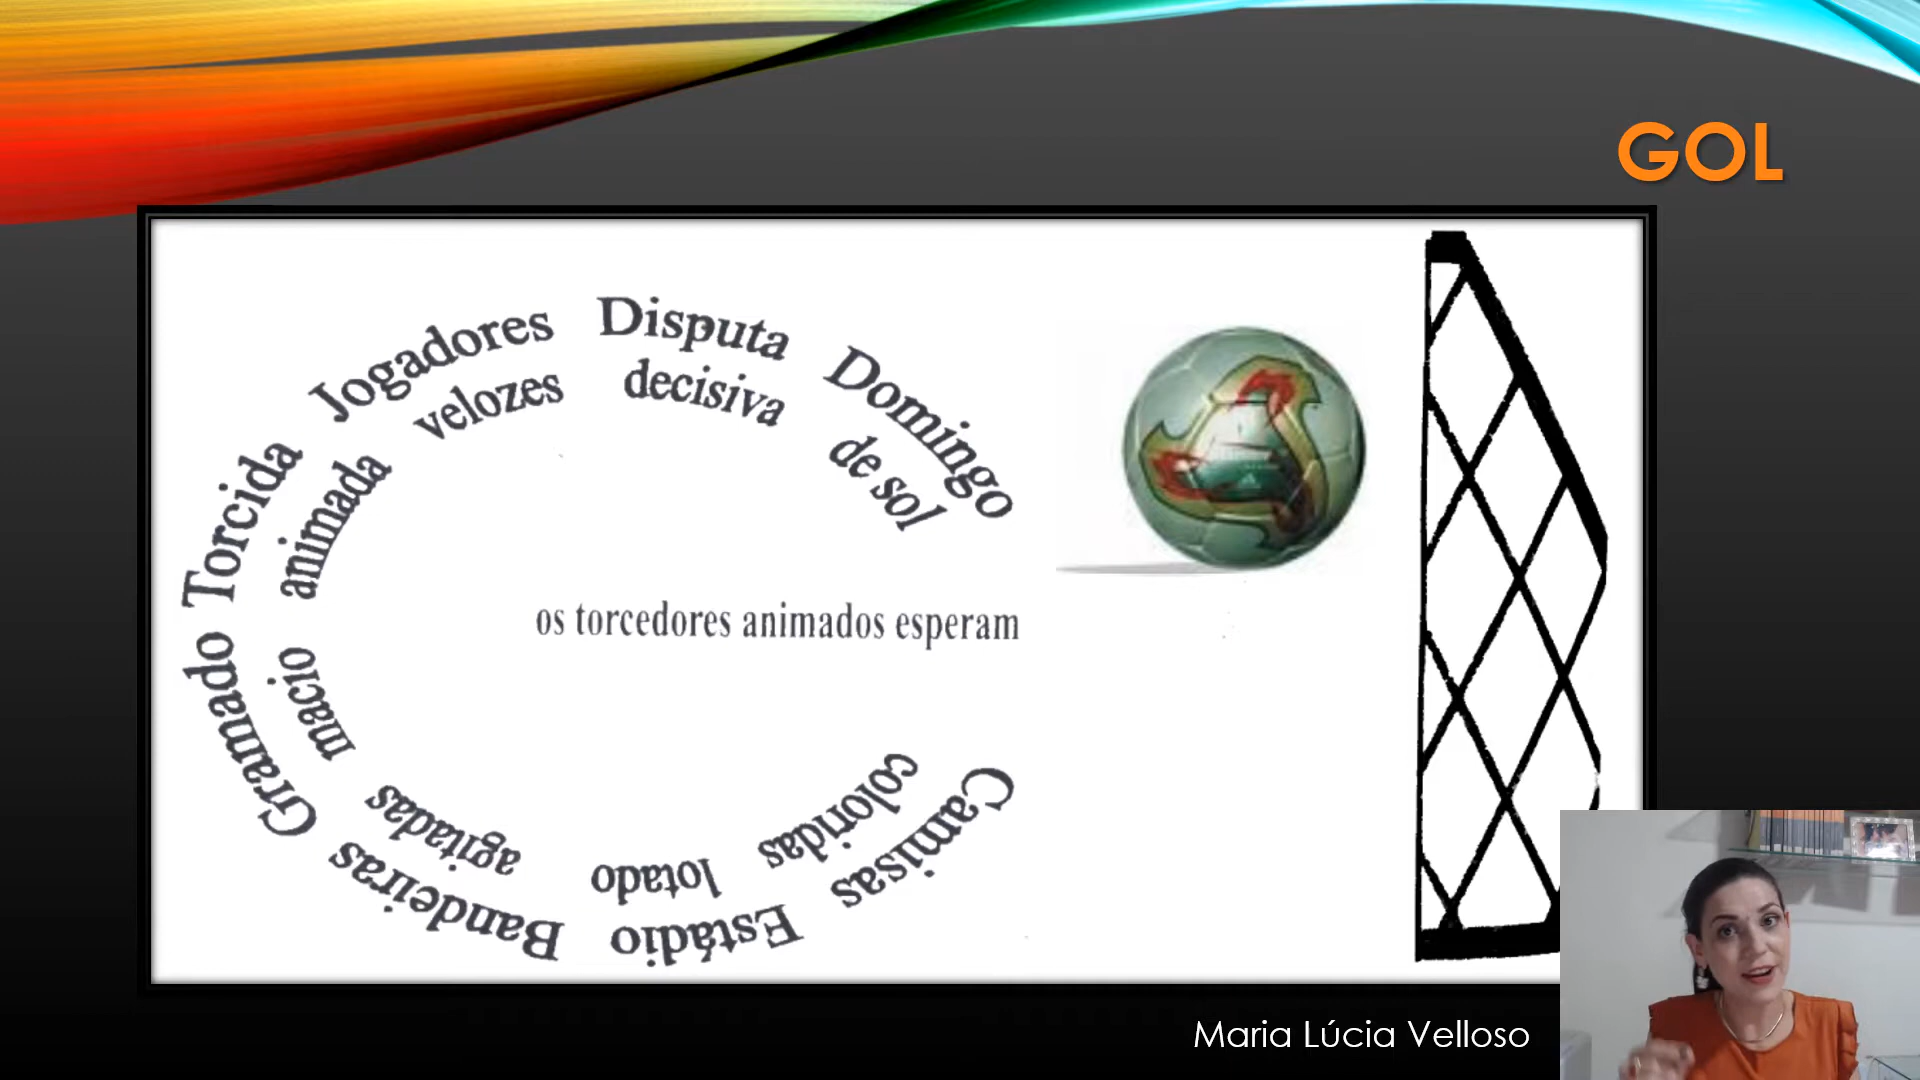 GOL
Domingo
de sol
Disputa
decisiva
Jogadores
velozes
Torcida
animada
Gramado
macio
Bandeiras
agitadas
Estádio
lotado
Camisas
coloridas
os torcedores animados esperam
Maria Lúcia Velloso